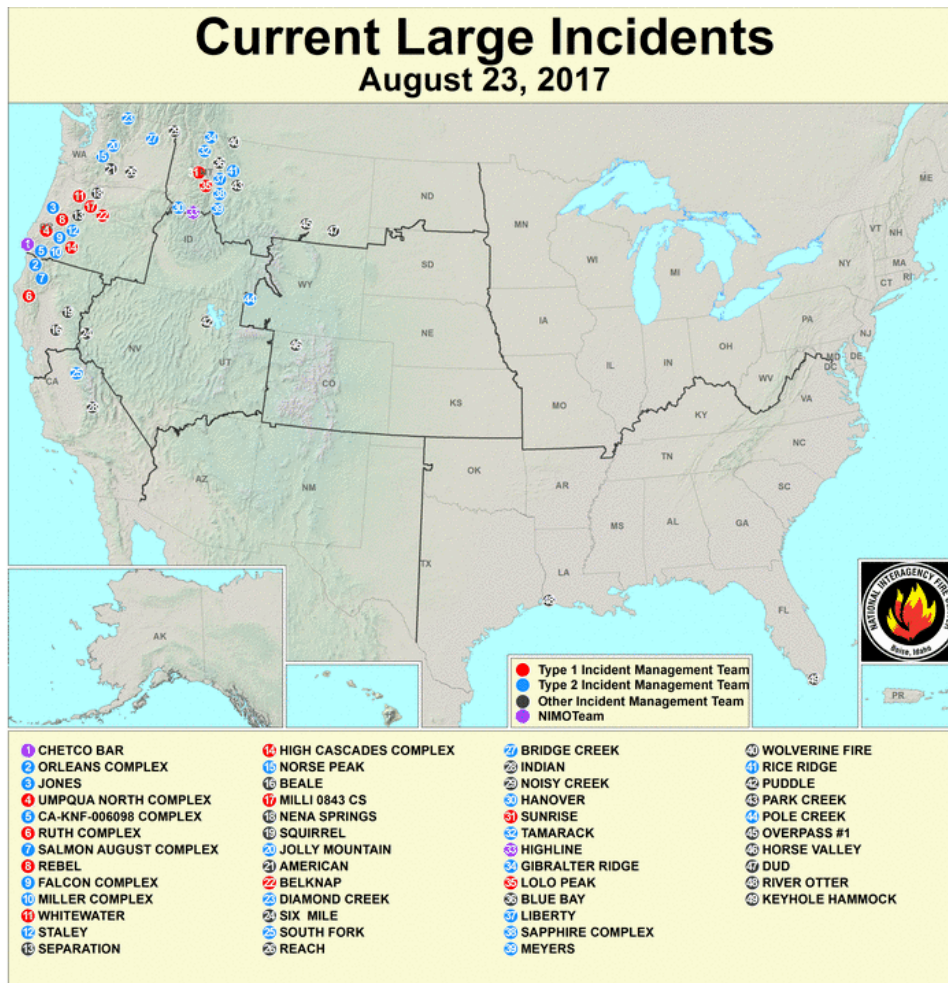 Current Large Incidents
August 23, 2017
WA
ND
MN
ME
VT
NH
ID
SD
WI
NY
MA
RI
CT
MI
WY
IA
PA
NJ
NE
OH
MD
DE
DC
NV
UT
IL
IN
WV
VA
CA
CO
KS
MO
KY
NC
TN
AZ
NM
OK
AR
SC
MS
AL
GA
TX
LA
FL
AK
PR
NATIONAL INTERAGENCY FIRE
Boise, Idaho
Type 1 Incident Management Team
Type 2 Incident Management Team
Other Incident Management Team
NIMOTeam
1 CHETCO BAR
2 ORLEANS COMPLEX
3 JONES
4 UMPQUA NORTH COMPLEX
5 CA-KNF-006098 COMPLEX
6 RUTH COMPLEX
7 SALMON AUGUST COMPLEX
8 REBEL
9 FALCON COMPLEX
10 MILLER COMPLEX
11 WHITEWATER
12 STALEY
13 SEPARATION
14 HIGH CASCADES COMPLEX
15 NORSE PEAK
16 BEALE
17 MILLI 0843 CS
18 NENA SPRINGS
19 SQUIRREL
20 JOLLY MOUNTAIN
21 AMERICAN
22 BELKNAP
23 DIAMOND CREEK
24 SIX MILE
25 SOUTH FORK
26 REACH
27 BRIDGE CREEK
28 INDIAN
29 NOISY CREEK
30 HANOVER
31 SUNRISE
32 TAMARACK
33 HIGHLINE
34 GIBRALTER RIDGE
35 LOLO PEAK
36 BLUE BAY
37 LIBERTY
38 SAPPHIRE COMPLEX
39 MEYERS
40 WOLVERINE FIRE
41 RICE RIDGE
42 PUDDLE
43 PARK CREEK
44 POLE CREEK
45 OVERPASS #1
46 HORSE VALLEY
47 DUD
48 RIVER OTTER
49 KEYHOLE HAMMOCK